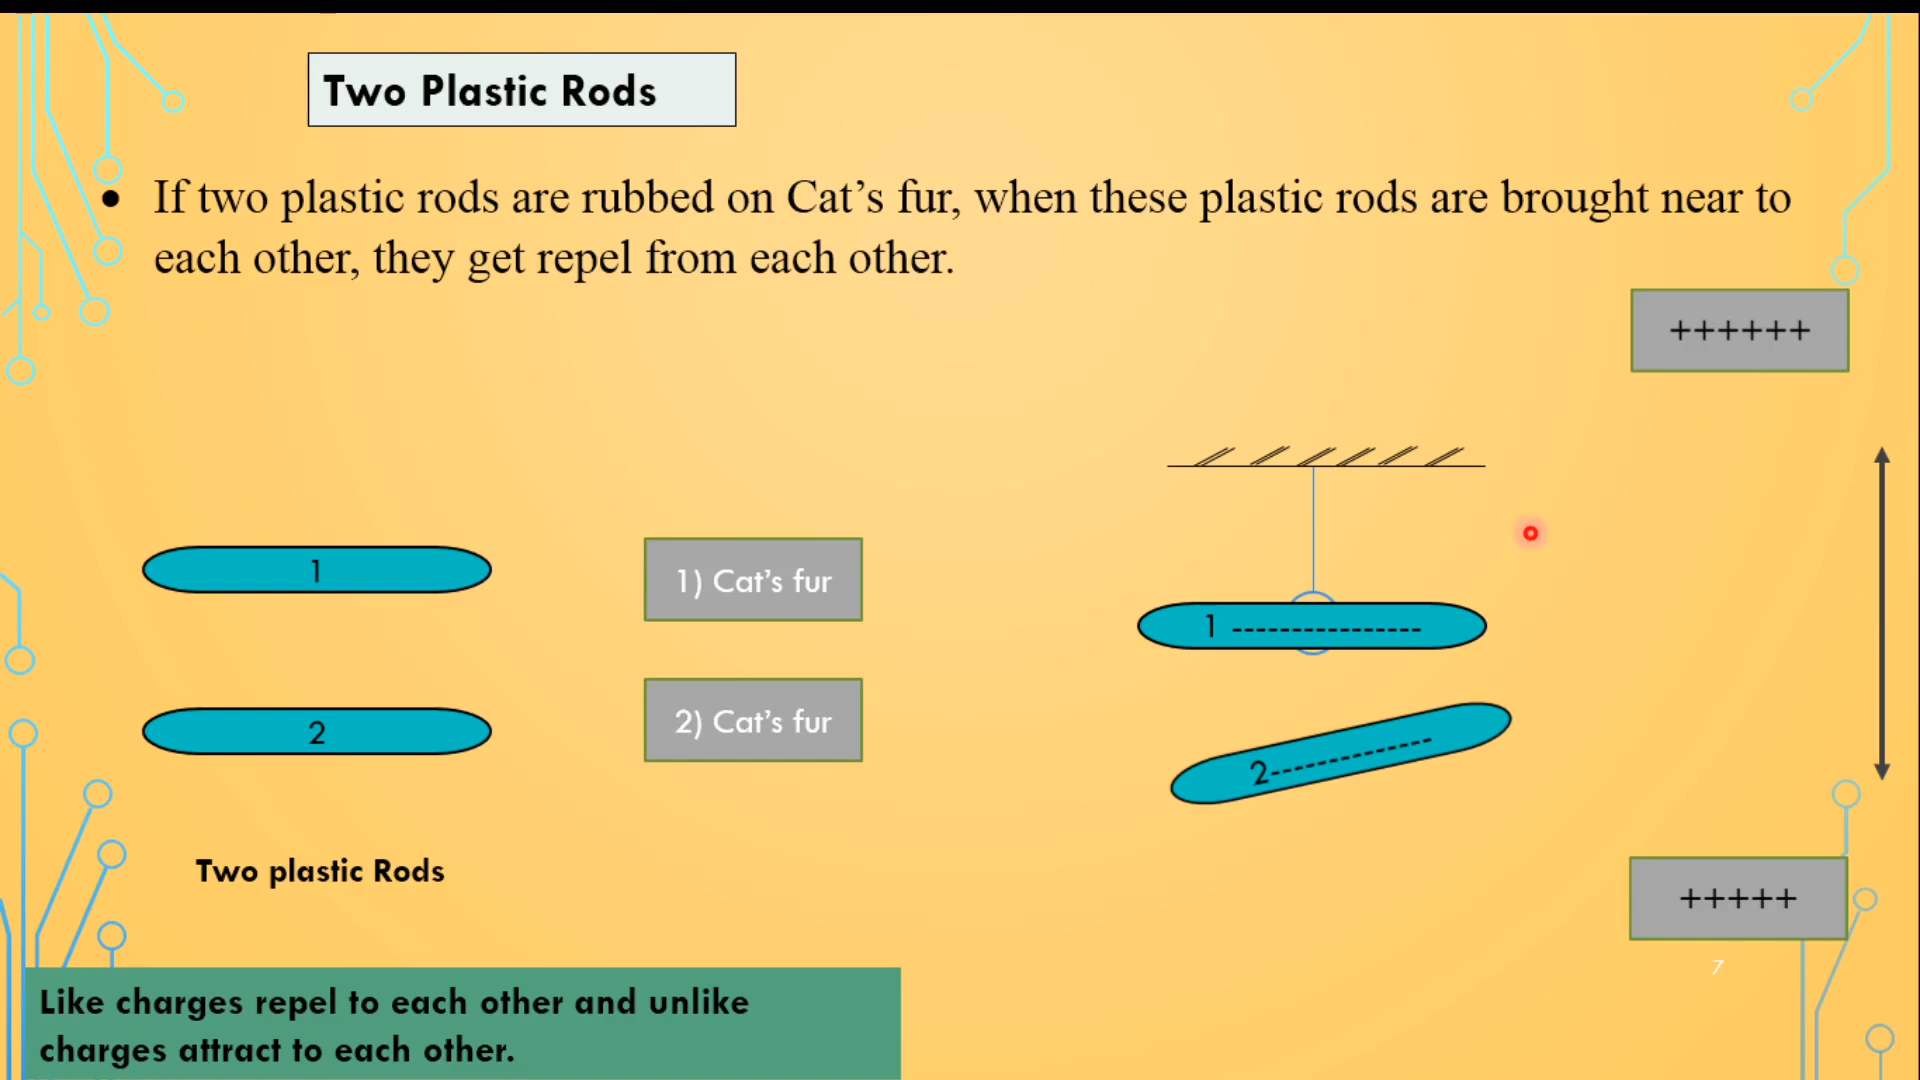 Two Plastic Rods
• If two plastic rods are rubbed on Cat's fur, when these plastic rods are brought near to
each other, they get repel from each other.
++++++
1
1) Cat's fur
1 ----------------
2
2) Cat's fur
2--------------
Two plastic Rods
+++++
7
Like charges repel to each other and unlike
charges attract to each other.